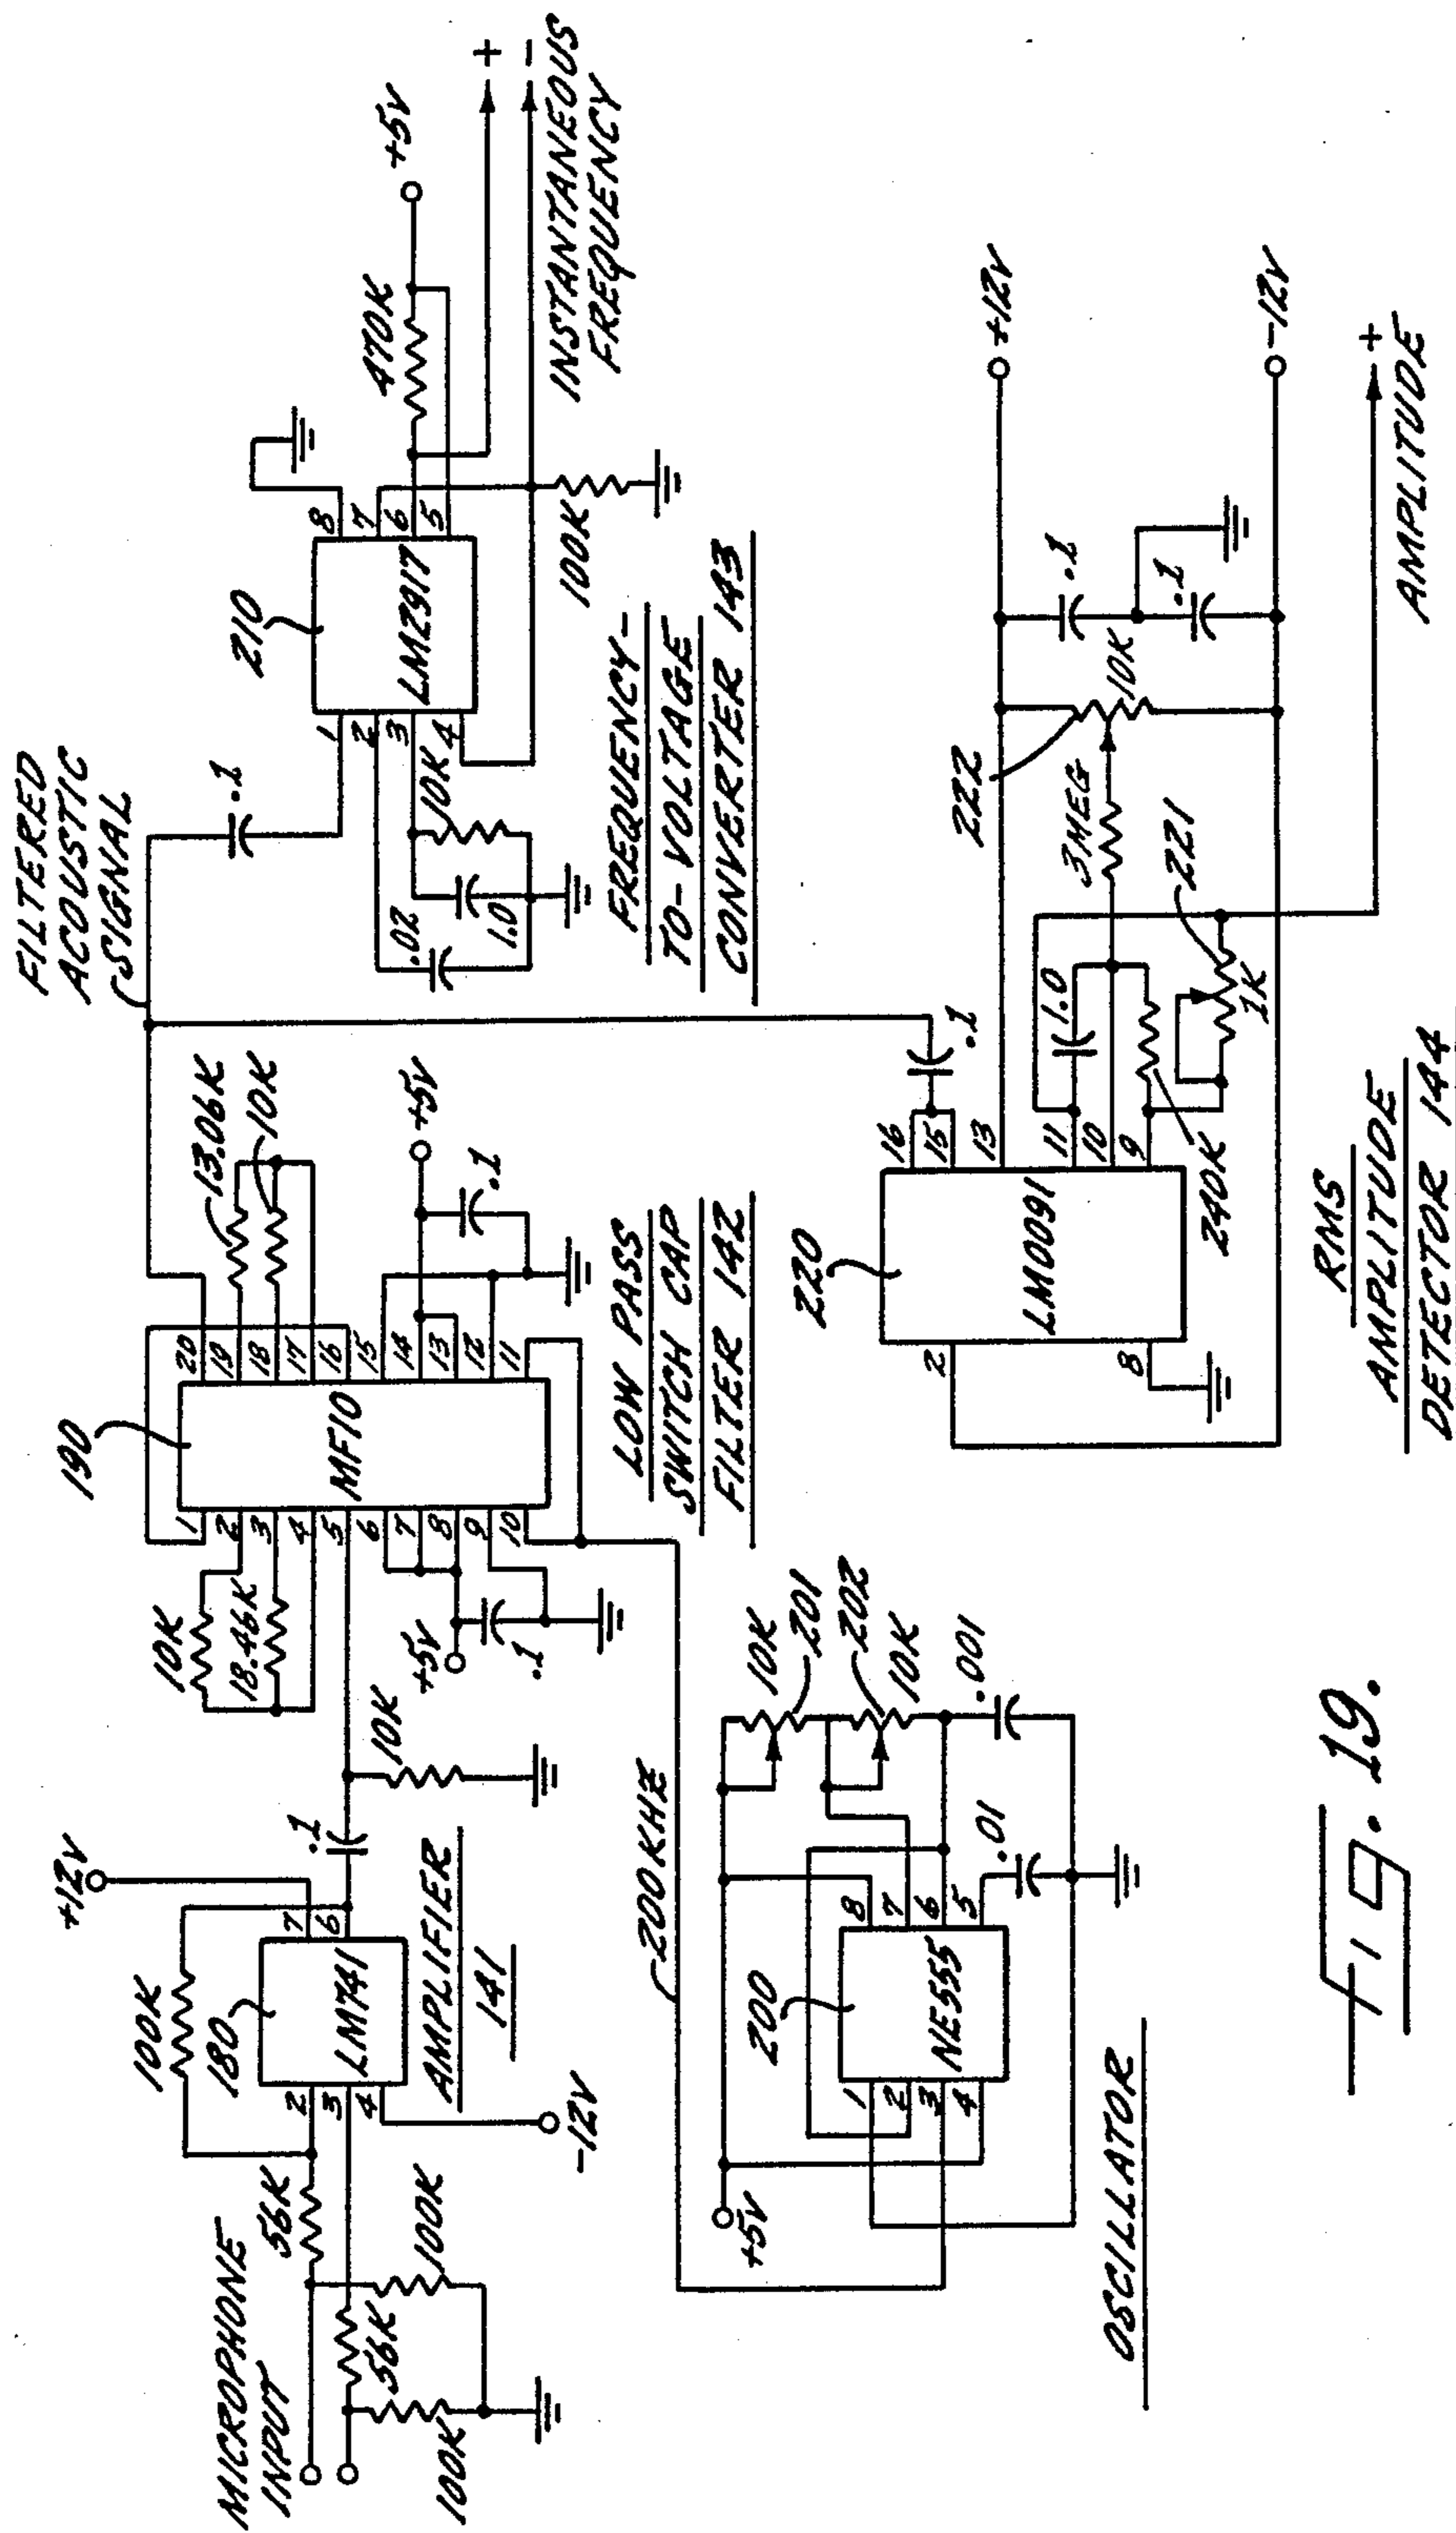 MICROPHONE
INPUT
56K
56K
100K
100K
100K
180
2
3
4
7
6
LM741
+12V
-12V
AMPLIFIER
141
.1
10K
10K
18.46K
+5V
.1
190
1
2
3
4
5
6
7
8
9
10
MF10
20
19
18
17
16
15
14
13
12
11
13.06K
10K
+5V
.1
LOW PASS
SWITCH CAP
FILTER 142
FILTERED
ACOUSTIC
SIGNAL
.1
.02
1.0
10K
210
1
2
3
4
LM2917
8
7
6
5
470K
+5V
100K
+
-
INSTANTANEOUS
FREQUENCY
FREQUENCY-
TO-VOLTAGE
CONVERTER 143
200KHZ
+5V
200
1
2
3
4
NE555
8
7
6
5
10K
201
202
10K
.001
.01
OSCILLATOR
220
2
8
LM0091
16
15
13
11
10
9
.1
1.0
240K
3MEG
221
1K
222
10K
.1
.1
+12V
-12V
+
AMPLITUDE
RMS
AMPLITUDE
DETECTOR 144
Fig. 19.